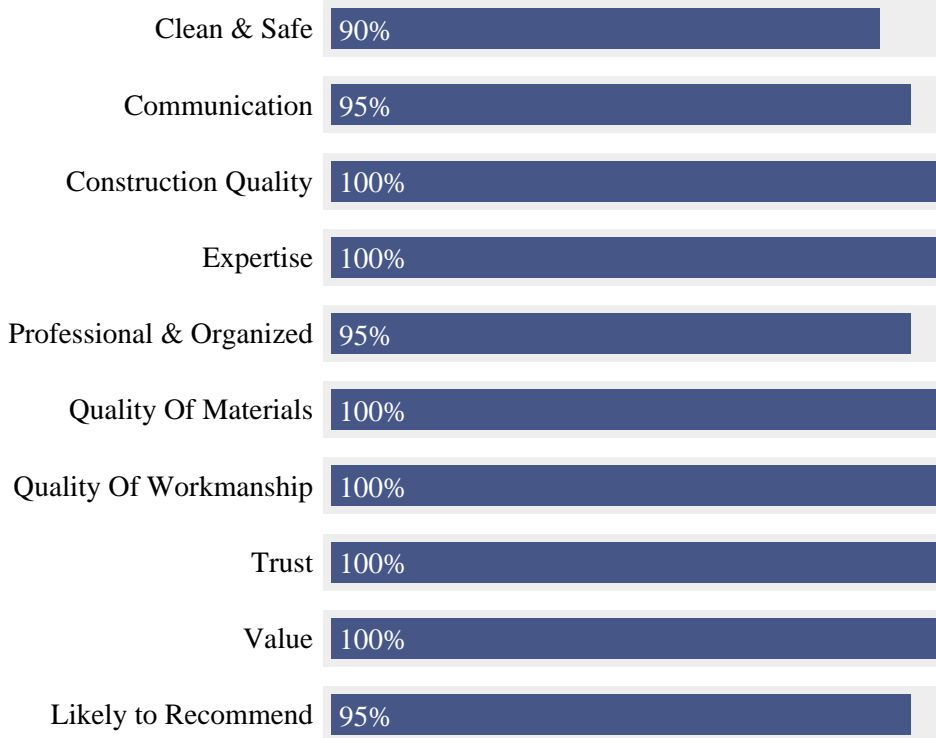 Clean & Safe 90%
Communication 95%
Construction Quality 100%
Expertise 100%
Professional & Organized 95%
Quality Of Materials 100%
Quality Of Workmanship 100%
Trust 100%
Value 100%
Likely to Recommend 95%